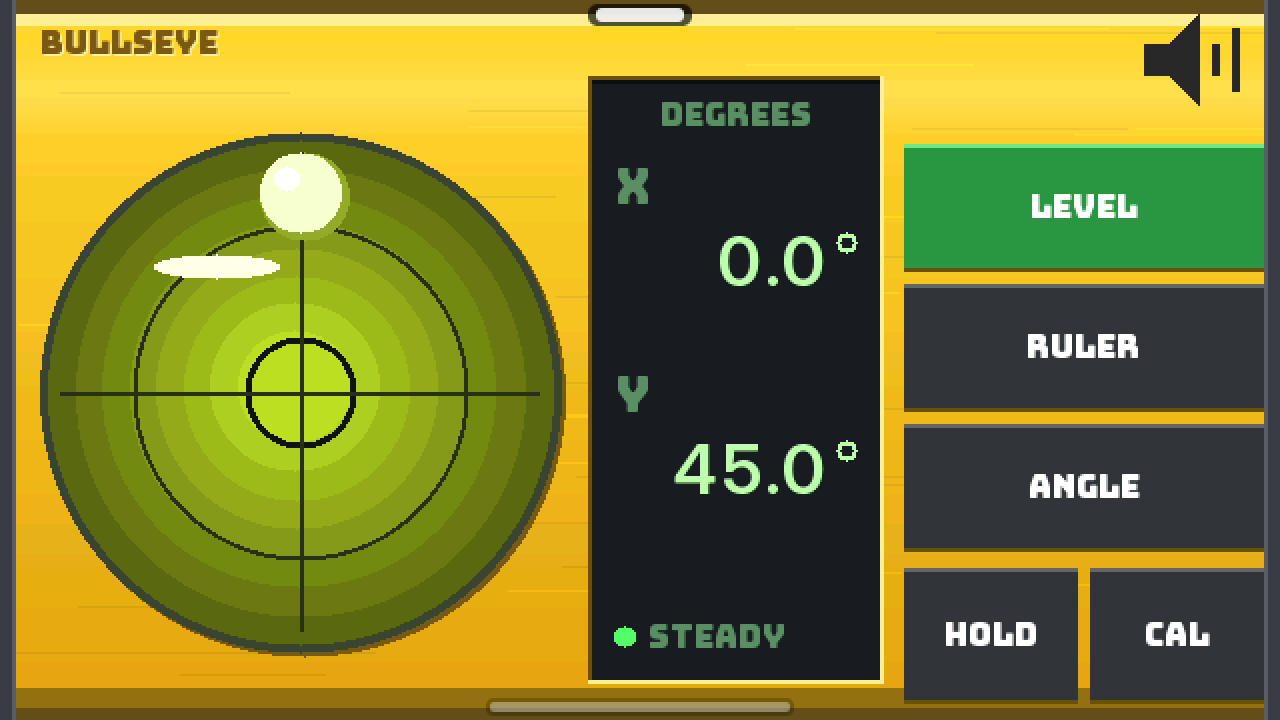 BULLSEYE
DEGREES
X
0.0°
Y
45.0°
STEADY
LEVEL
RULER
ANGLE
HOLD
CAL